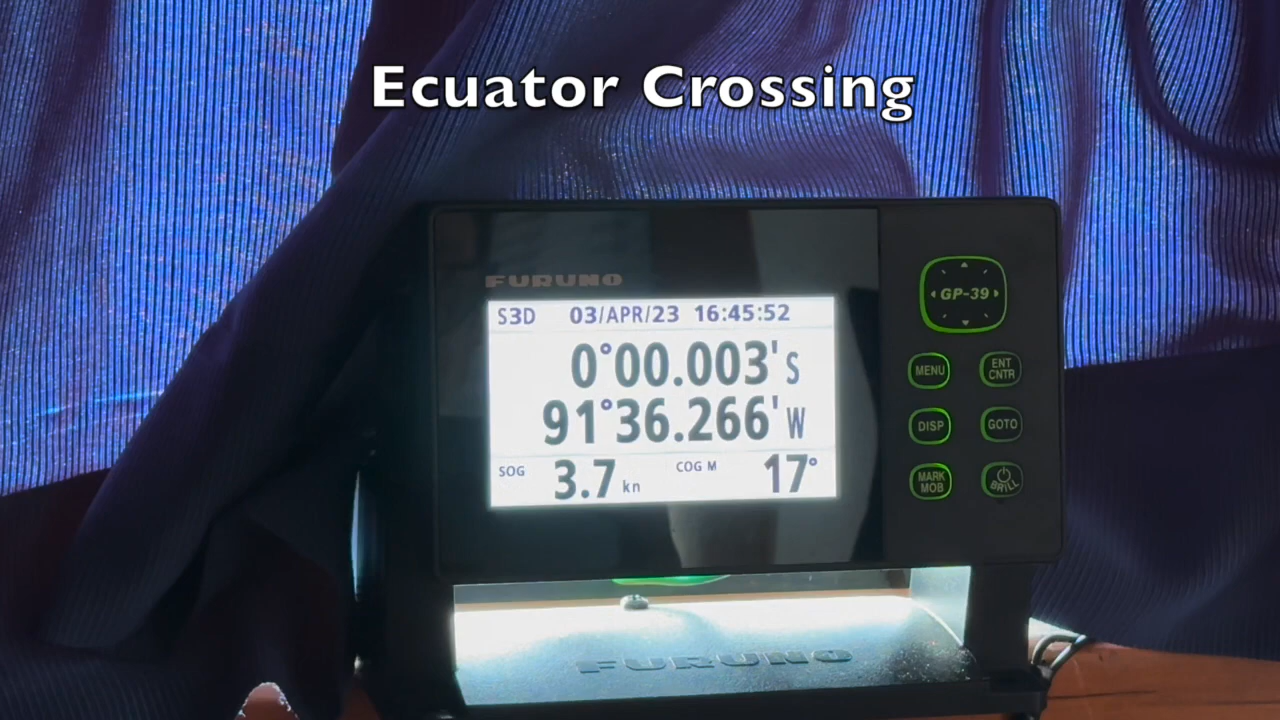 Ecuator Crossing
FURUNO
S3D 03/APR/23 16:45:52
0°00.003' S
91°36.266' W
SOG 3.7 kn COG M 17°
GP-39
MENU
ENT CNTR
DISP
GOTO
MARK MOB
BRILL
FURUNO